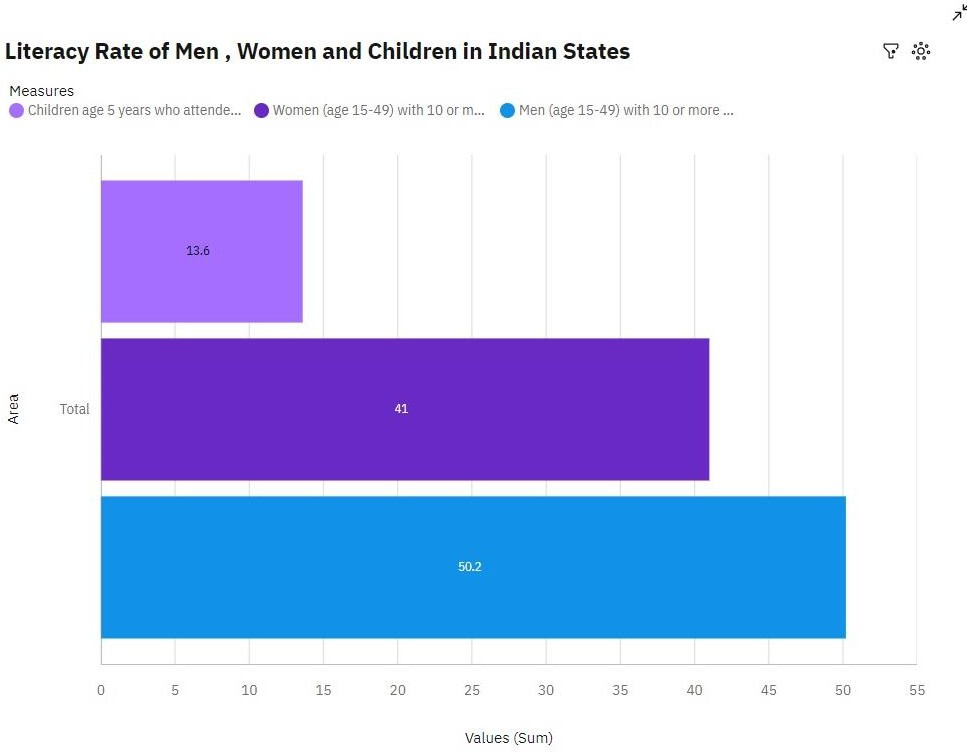 Literacy Rate of Men , Women and Children in Indian States
Measures
Children age 5 years who attende... Women (age 15-49) with 10 or m... Men (age 15-49) with 10 or more ...
13.6
Area
Total
41
50.2
0 5 10 15 20 25 30 35 40 45 50 55
Values (Sum)